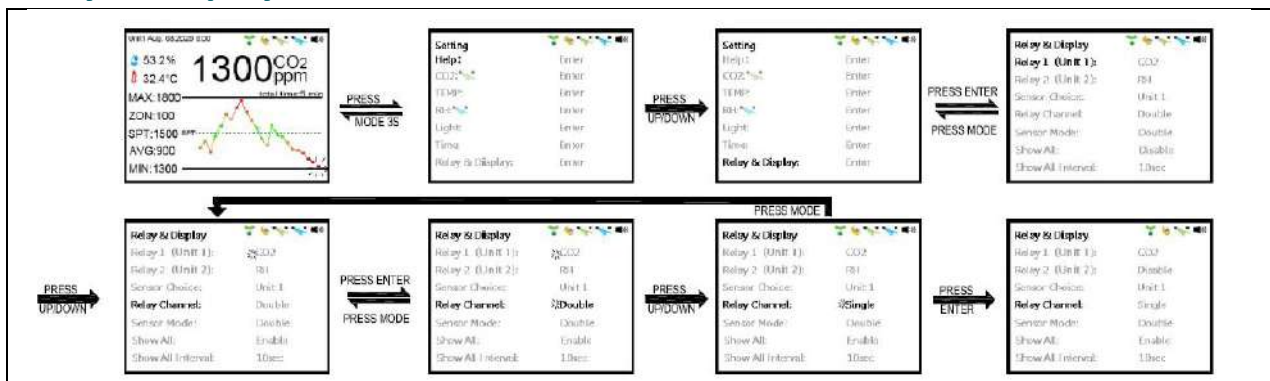 Unit1 Aug. 08.2020 8:00
53.2%
32.4°C
1300 CO2 ppm
total time:5 min
MAX:1800
ZON:100
SPT:1500 SPT
AVG:900
MIN:1300
PRESS
MODE 3S
Setting
Help: Enter
CO2: Enter
TEMP: Enter
RH: Enter
Light: Enter
Time: Enter
Relay & Display: Enter
PRESS
UP/DOWN
Setting
Help: Enter
CO2: Enter
TEMP: Enter
RH: Enter
Light: Enter
Time: Enter
Relay & Display: Enter
PRESS ENTER
PRESS MODE
Relay & Display
Relay 1 (Unit 1): CO2
Relay 2 (Unit 2): RH
Sensor Choice: Unit 1
Relay Channel: Double
Sensor Mode: Double
Show All: Disable
Show All Interval: 10sec
PRESS MODE
PRESS
UP/DOWN
Relay & Display
Relay 1 (Unit 1): CO2
Relay 2 (Unit 2): RH
Sensor Choice: Unit 1
Relay Channel: Double
Sensor Mode: Double
Show All: Enable
Show All Interval: 10sec
PRESS ENTER
PRESS MODE
Relay & Display
Relay 1 (Unit 1): CO2
Relay 2 (Unit 2): RH
Sensor Choice: Unit 1
Relay Channel: Double
Sensor Mode: Double
Show All: Enable
Show All Interval: 10sec
PRESS
UP/DOWN
Relay & Display
Relay 1 (Unit 1): CO2
Relay 2 (Unit 2): RH
Sensor Choice: Unit 1
Relay Channel: Single
Sensor Mode: Double
Show All: Enable
Show All Interval: 10sec
PRESS
ENTER
Relay & Display
Relay 1 (Unit 1): CO2
Relay 2 (Unit 2): Disable
Sensor Choice: Unit 1
Relay Channel: Single
Sensor Mode: Double
Show All: Enable
Show All Interval: 10sec